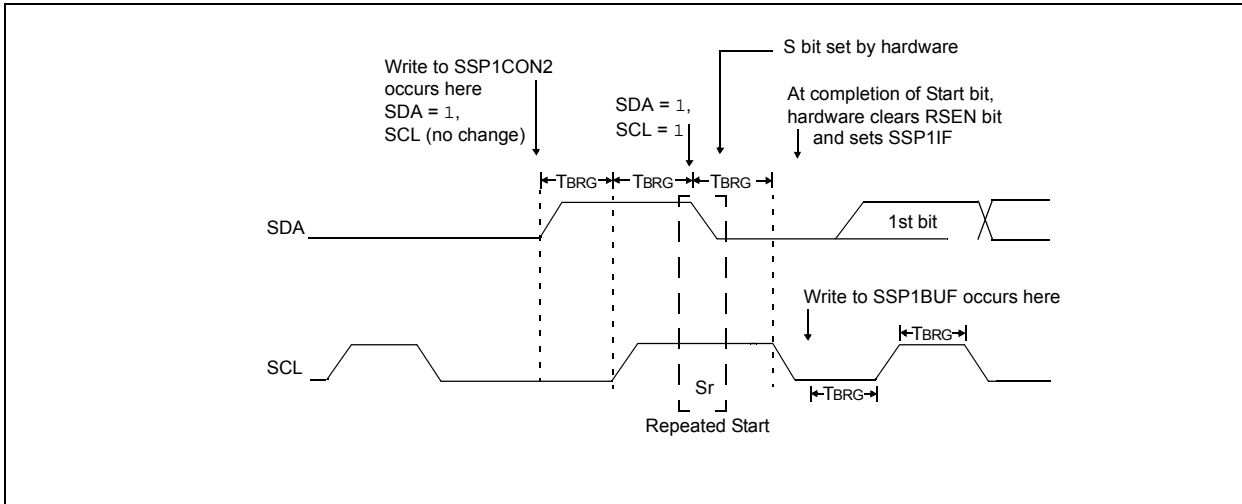 S bit set by hardware
Write to SSP1CON2
occurs here
SDA = 1,
SCL (no change)
SDA = 1,
SCL = 1
At completion of Start bit,
hardware clears RSEN bit
and sets SSP1IF
TBRG TBRG TBRG
SDA
1st bit
Write to SSP1BUF occurs here
TBRG
SCL
Sr
TBRG
Repeated Start